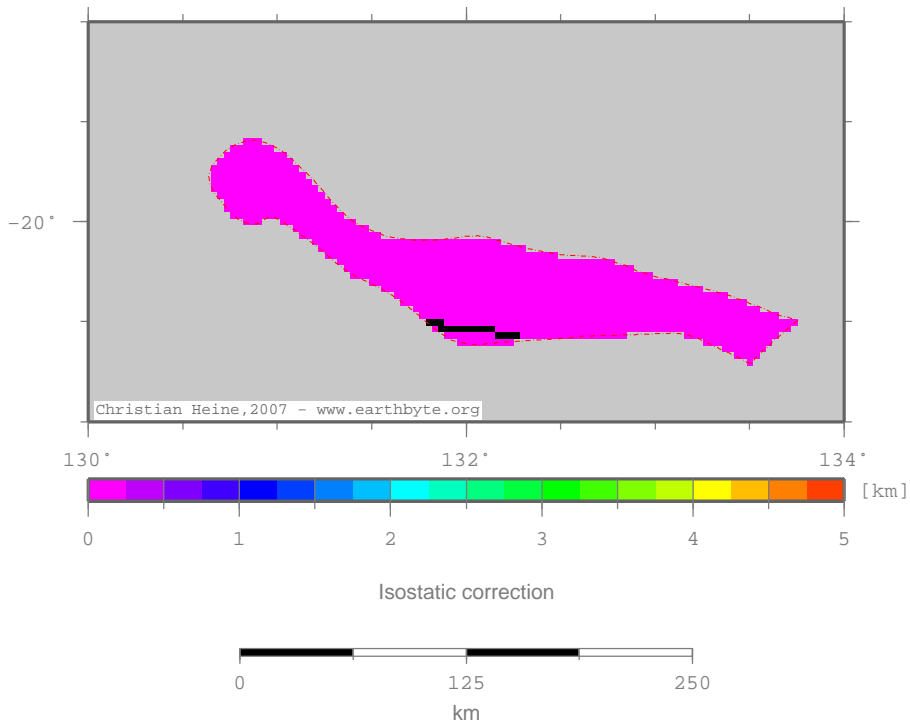 -20°
Christian Heine,2007 - www.earthbyte.org
130° 132° 134°
[km]
0 1 2 3 4 5
Isostatic correction
0 125 250
km